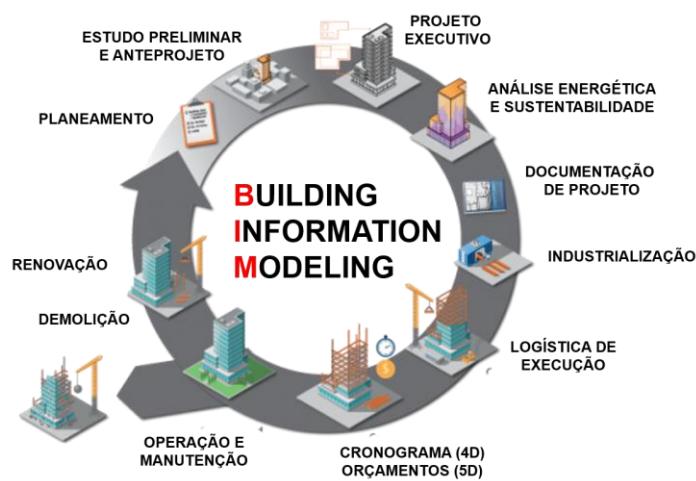 PROJETO
EXECUTIVO
ESTUDO PRELIMINAR
E ANTEPROJETO
ANÁLISE ENERGÉTICA
E SUSTENTABILIDADE
PLANEAMENTO
DOCUMENTAÇÃO
DE PROJETO
BUILDING
INFORMATION
MODELING
INDUSTRIALIZAÇÃO
RENOVAÇÃO
DEMOLIÇÃO
LOGÍSTICA DE
EXECUÇÃO
OPERAÇÃO E
MANUTENÇÃO
CRONOGRAMA (4D)
ORÇAMENTOS (5D)